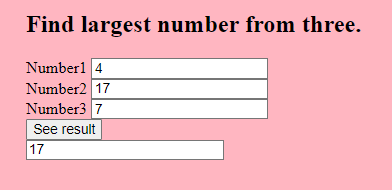 Find largest number from three.
Number1 4
Number2 17
Number3 7
See result
17